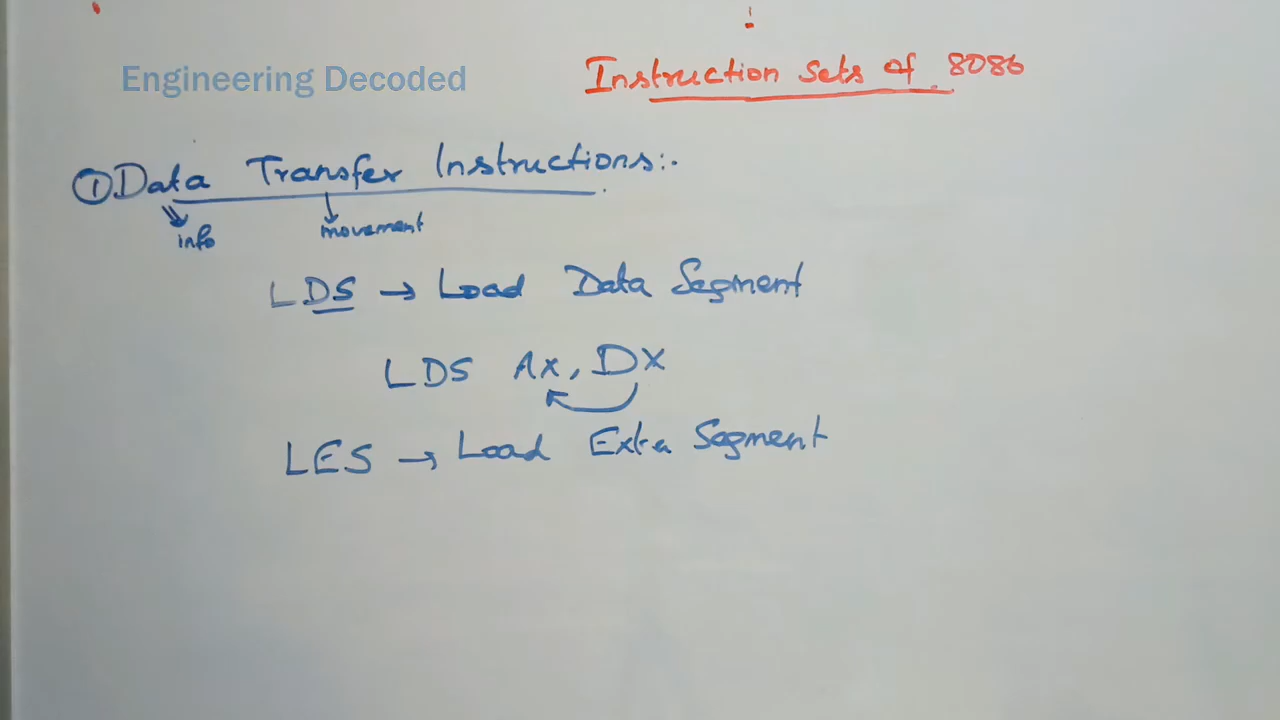 Engineering Decoded
Instruction sets of 8086
① Data Transfer Instructions:.
info
movement
LDS → Load Data Segment
LDS AX, DX
LES → Load Exta Segment